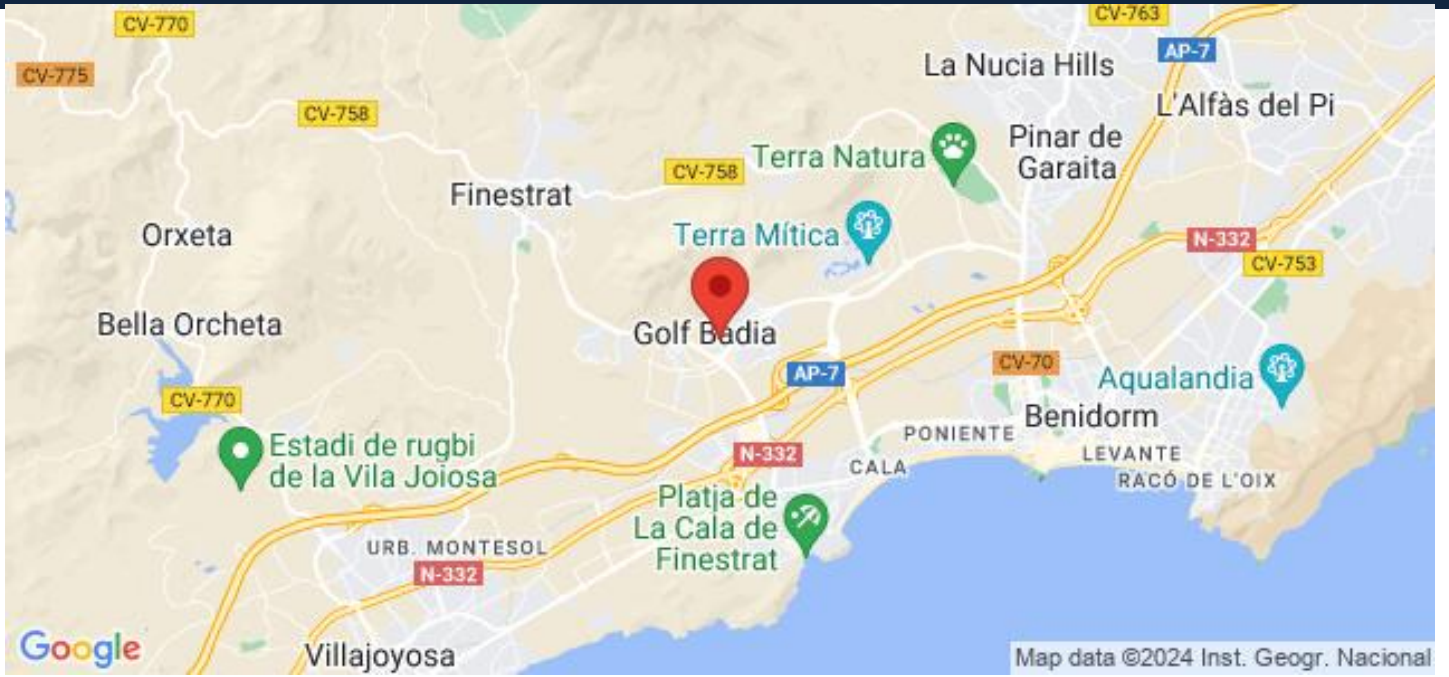 CV-770
CV-763
AP-7
La Nucia Hills
CV-775
L'Alfàs del Pi
CV-758
Pinar de
Garaita
Terra Natura
CV-758
Finestrat
Orxeta
Terra Mítica
N-332
CV-753
Bella Orcheta
Golf Badia
CV-70
AP-7
Aqualandia
CV-770
Benidorm
PONIENTE
Estadi de rugbi
de la Vila Joiosa
N-332
LEVANTE
CALA
RACÓ DE L'OIX
Platja de
La Cala de
Finestrat
URB. MONTESOL
N-332
Google
Villajoyosa
Map data ©2024 Inst. Geogr. Nacional